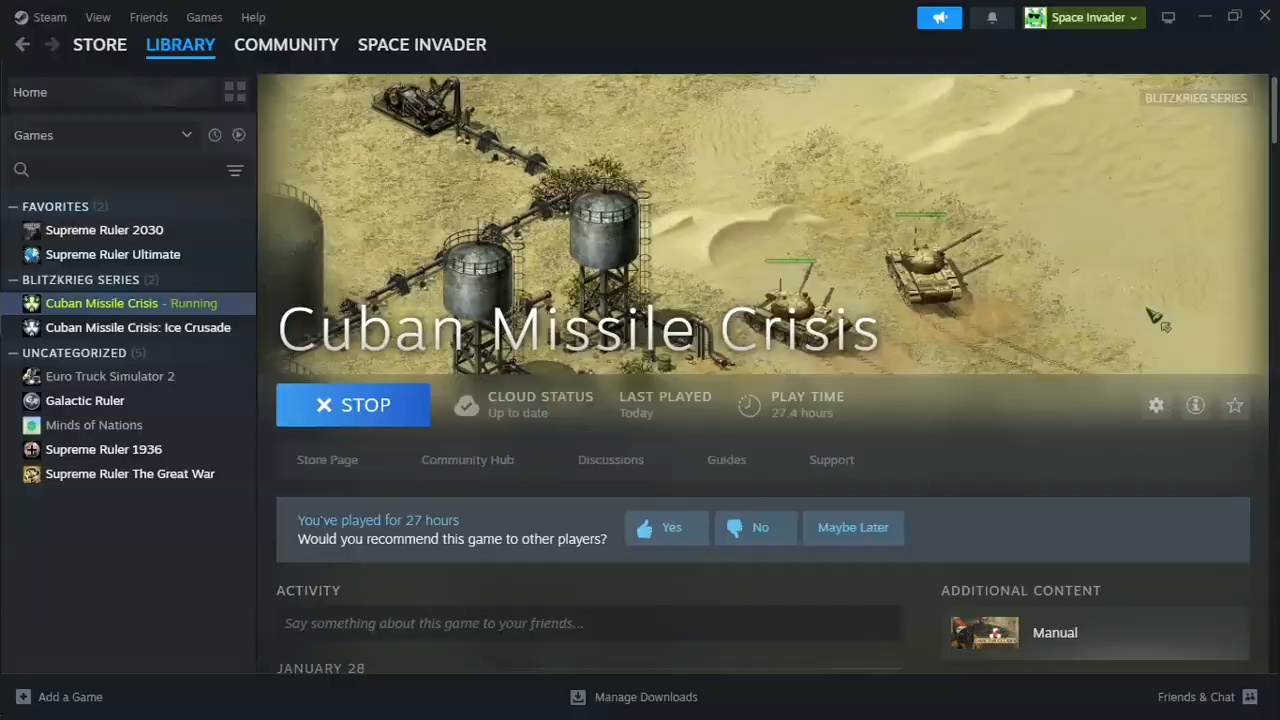 Steam View Friends Games Help
Space Invader
STORE LIBRARY COMMUNITY SPACE INVADER
Home
Games
FAVORITES (2)
Supreme Ruler 2030
Supreme Ruler Ultimate
BLITZKRIEG SERIES (2)
Cuban Missile Crisis - Running
Cuban Missile Crisis: Ice Crusade
UNCATEGORIZED (5)
Euro Truck Simulator 2
Galactic Ruler
Minds of Nations
Supreme Ruler 1936
Supreme Ruler The Great War
BLITZKRIEG SERIES
Cuban Missile Crisis
STOP
CLOUD STATUS
Up to date
LAST PLAYED
Today
PLAY TIME
27.4 hours
Store Page Community Hub Discussions Guides Support
You've played for 27 hours
Would you recommend this game to other players?
Yes No Maybe Later
ACTIVITY
Say something about this game to your friends...
JANUARY 28
ADDITIONAL CONTENT
Manual
Add a Game
Manage Downloads
Friends & Chat